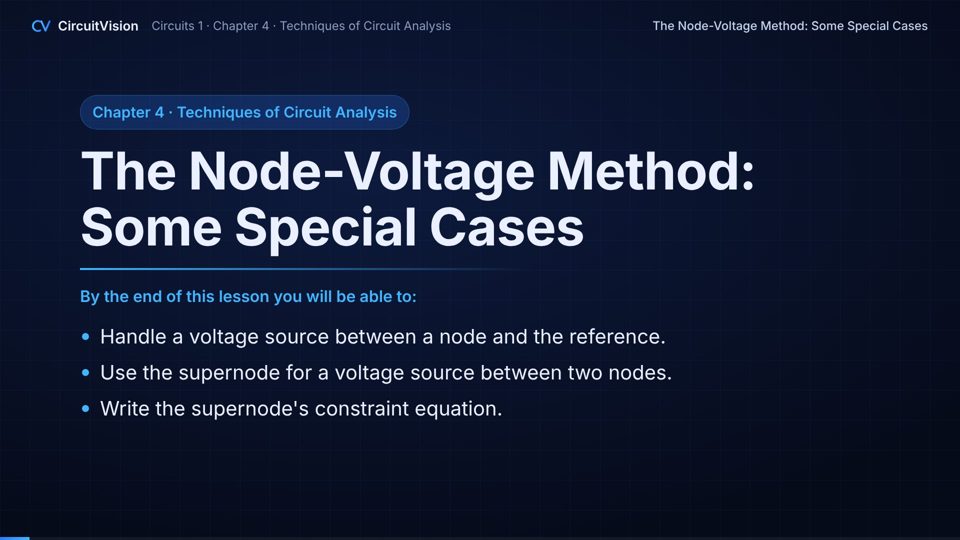 CV CircuitVision Circuits 1 · Chapter 4 · Techniques of Circuit Analysis
The Node-Voltage Method: Some Special Cases
Chapter 4 · Techniques of Circuit Analysis
The Node-Voltage Method:
Some Special Cases
By the end of this lesson you will be able to:
• Handle a voltage source between a node and the reference.
• Use the supernode for a voltage source between two nodes.
• Write the supernode's constraint equation.